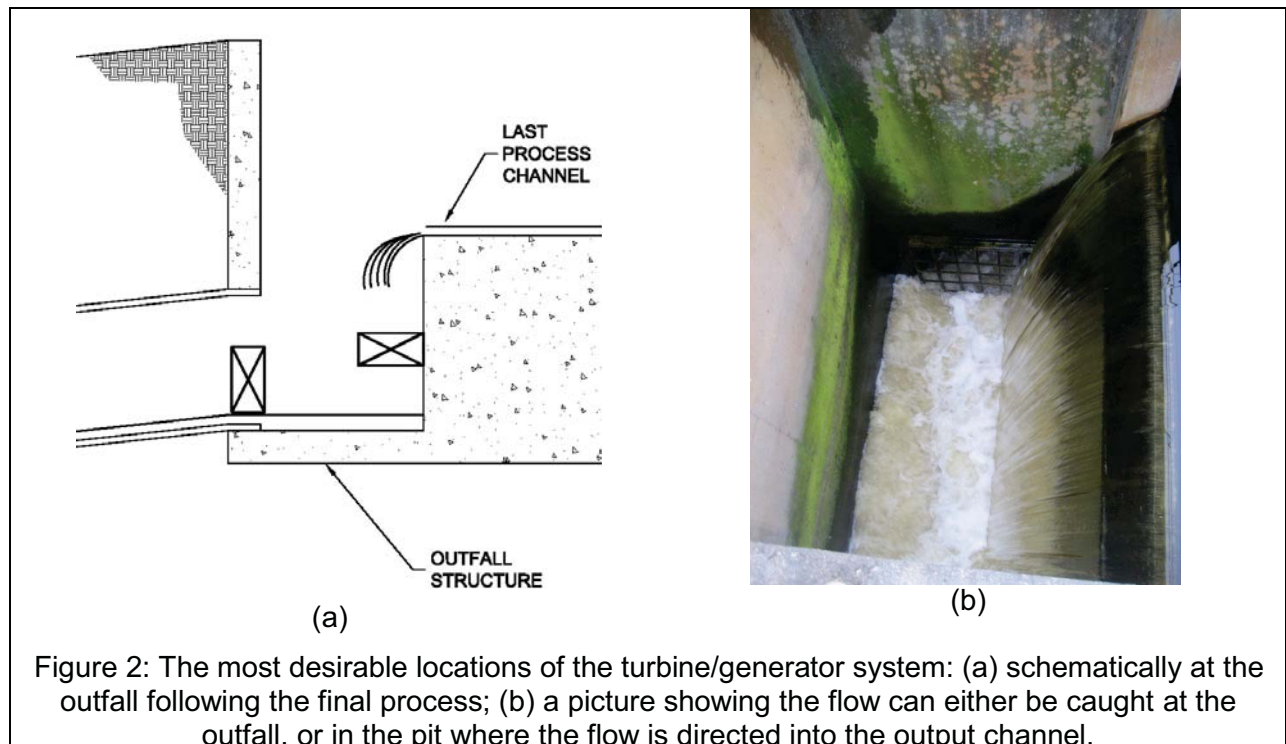 LAST
PROCESS
CHANNEL
OUTFALL
STRUCTURE
(a)
(b)
Figure 2: The most desirable locations of the turbine/generator system: (a) schematically at the
outfall following the final process; (b) a picture showing the flow can either be caught at the
outfall, or in the pit where the flow is directed into the output channel.